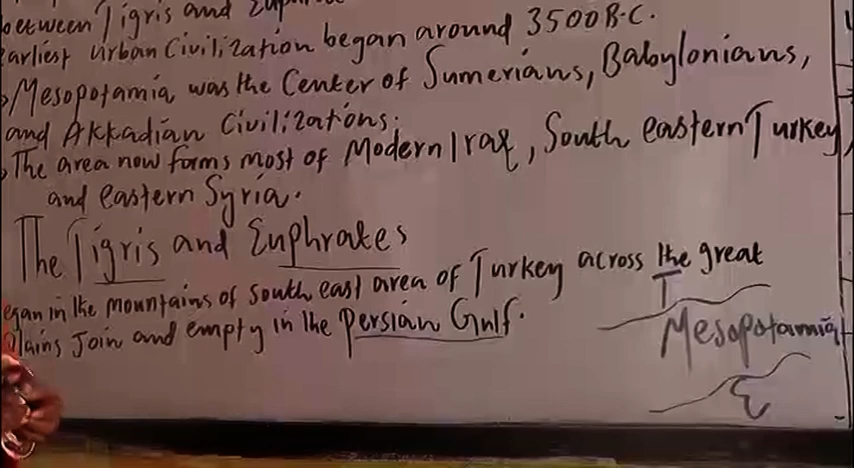 between Tigris and Euphrates
earliest urban Civilization began around 3500 B.C.
Mesopotamia was the Center of Sumerians, Babylonians,
and Akkadian Civilizations.
The area now forms most of Modern Iraq, South eastern Turkey,
and eastern Syria.
The Tigris and Euphrates
egan in the mountains of south east area of Turkey across the great
lains Join and empty in the Persian Gulf.
T
Mesopotamia
E